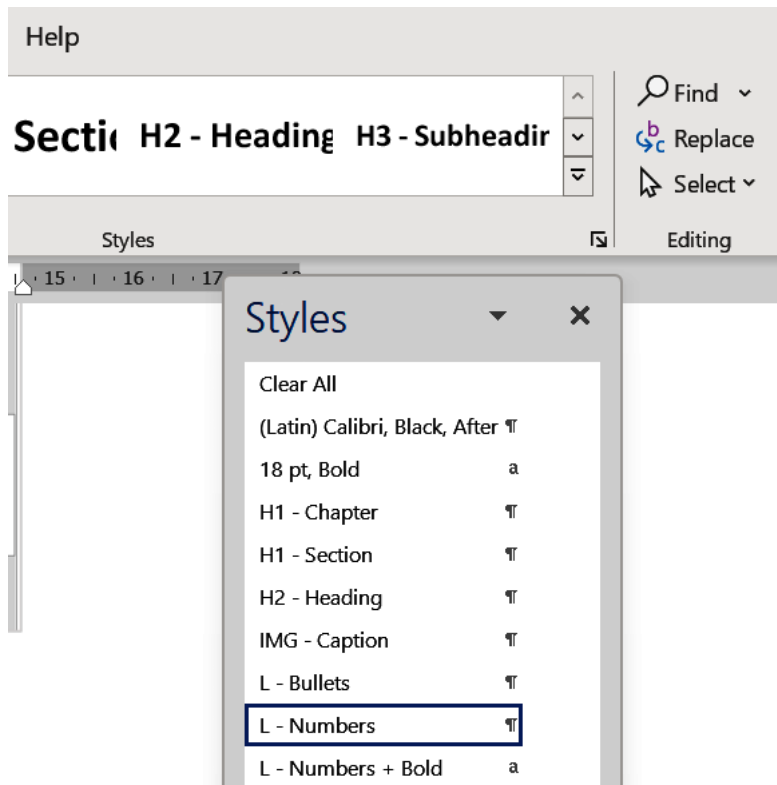 Help
H2 - Heading
H3 - Subheadir
Find
Replace
Select
Styles
Editing
15 16 17
Styles
Clear All
(Latin) Calibri, Black, After ¶
18 pt, Bold a
H1 - Chapter ¶
H1 - Section ¶
H2 - Heading ¶
IMG - Caption ¶
L - Bullets ¶
L - Numbers ¶
L - Numbers + Bold a